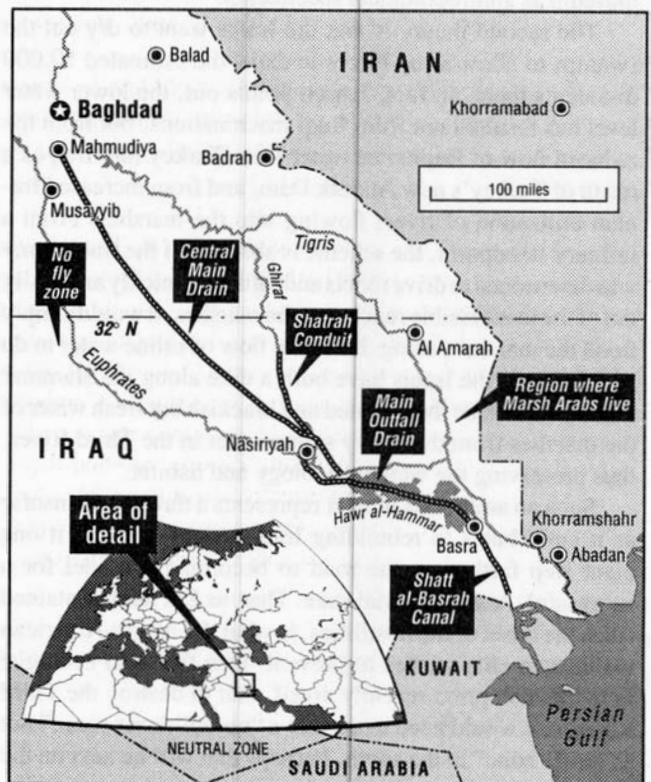 IRAN
Balad
Baghdad
Khorramabad
Mahmudiya
Badrah
100 miles
Musayyib
Tigris
No
fly
zone
Central
Main
Drain
32° N
Shatrah
Conduit
Al Amarah
Euphrates
Main
Outfall
Drain
Region where
Marsh Arabs live
Nasiriyah
IRAQ
Hawr al-Hammar
Area of
detail
Basra
Khorramshahr
Abadan
Shatt
al-Basrah
Canal
KUWAIT
Persian
Gulf
NEUTRAL ZONE
SAUDI ARABIA